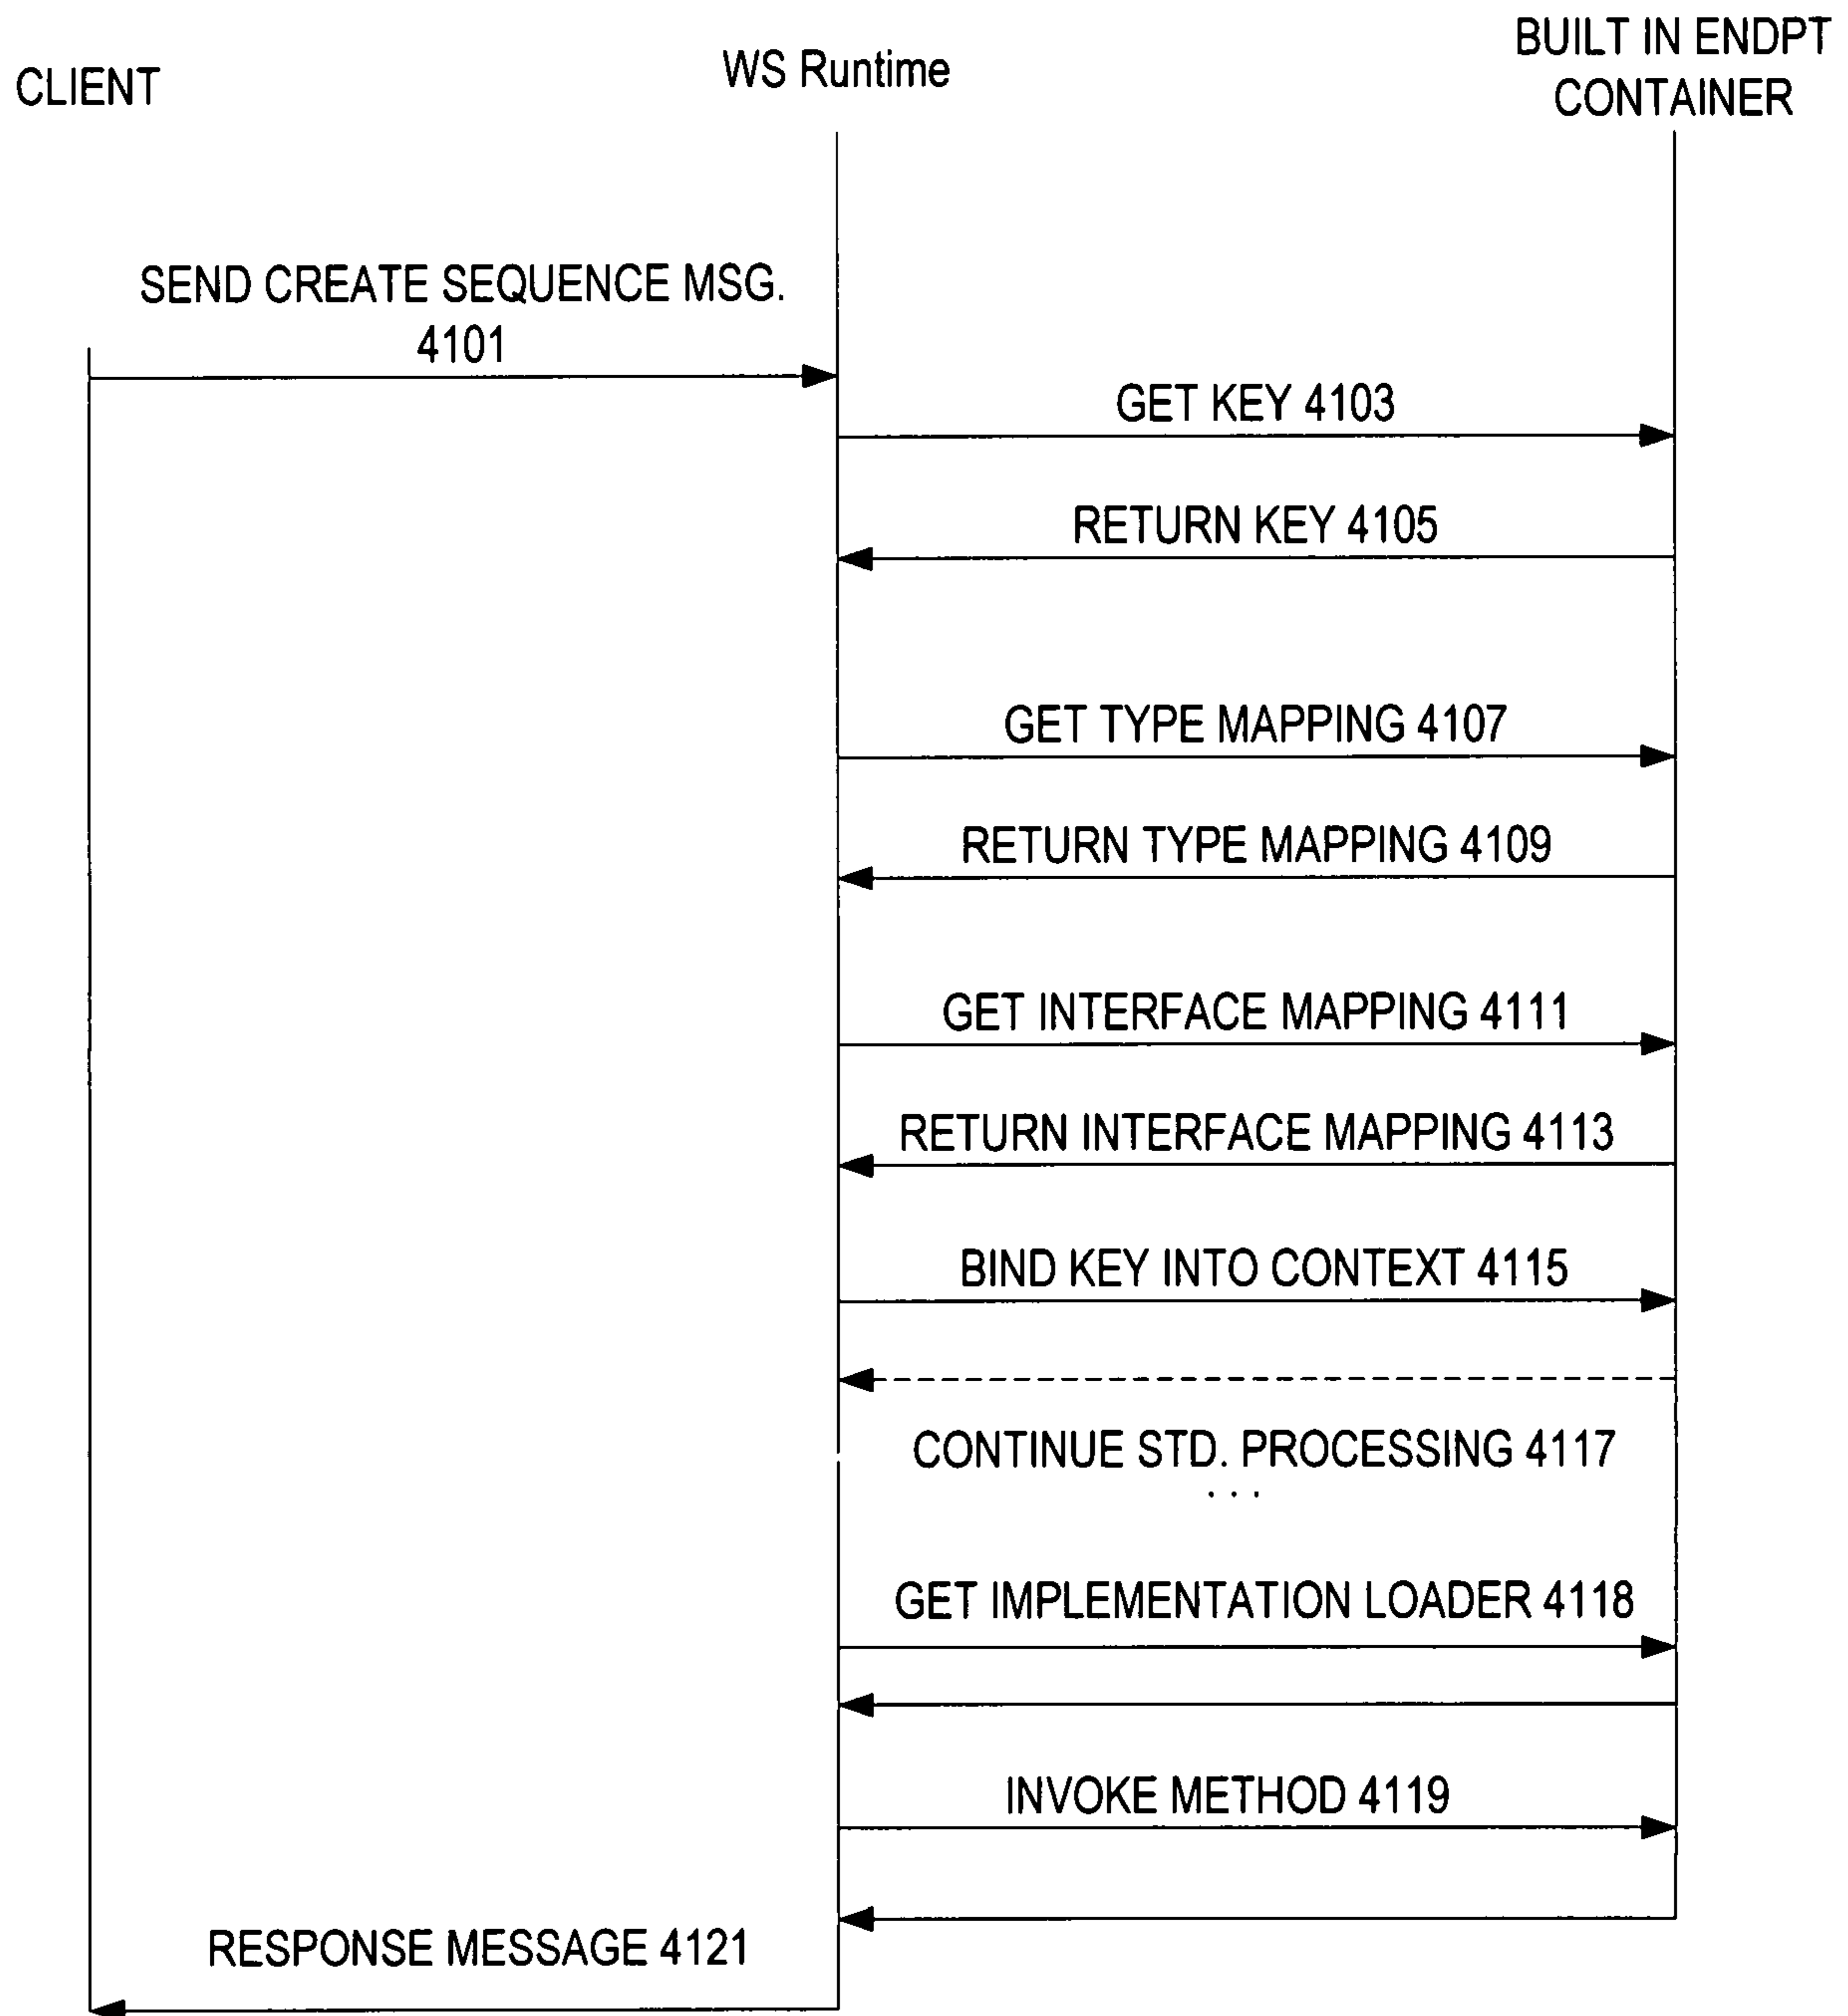 CLIENT
WS Runtime
BUILT IN ENDPT
CONTAINER
SEND CREATE SEQUENCE MSG.
4101
GET KEY 4103
RETURN KEY 4105
GET TYPE MAPPING 4107
RETURN TYPE MAPPING 4109
GET INTERFACE MAPPING 4111
RETURN INTERFACE MAPPING 4113
BIND KEY INTO CONTEXT 4115
CONTINUE STD. PROCESSING 4117
. . .
GET IMPLEMENTATION LOADER 4118
INVOKE METHOD 4119
RESPONSE MESSAGE 4121